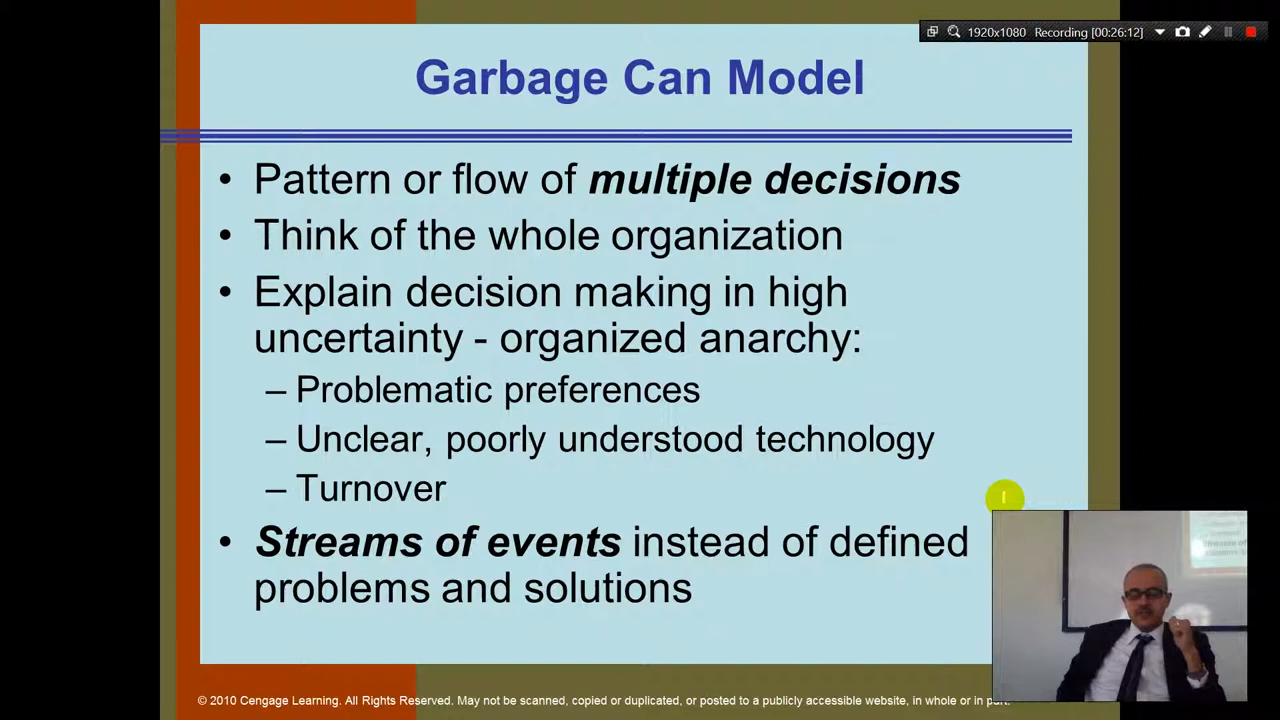 1920x1080 Recording [00:26:12]
Garbage Can Model
• Pattern or flow of multiple decisions
• Think of the whole organization
• Explain decision making in high
uncertainty - organized anarchy:
– Problematic preferences
– Unclear, poorly understood technology
– Turnover
• Streams of events instead of defined
problems and solutions
© 2010 Cengage Learning. All Rights Reserved. May not be scanned, copied or duplicated, or posted to a publicly accessible website, in whole or in part.